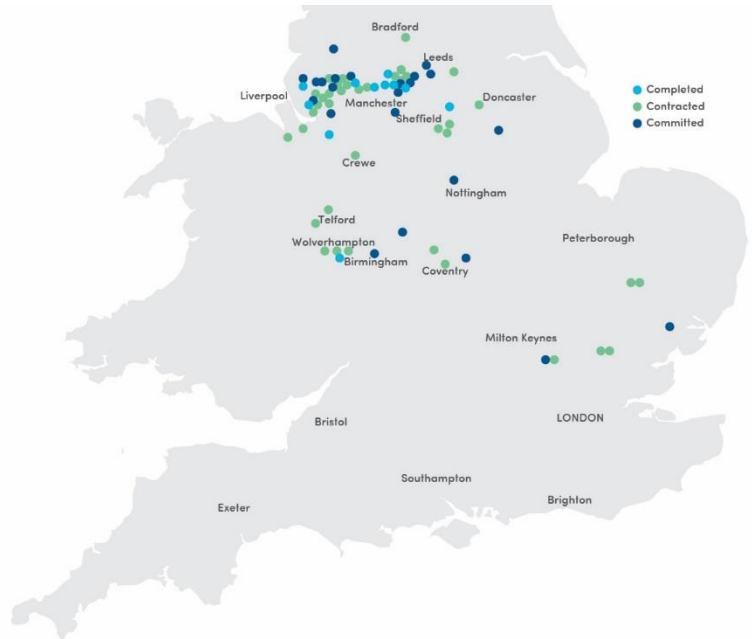 Bradford
Leeds
Liverpool
Manchester
Doncaster
Sheffield
Crewe
Nottingham
Telford
Wolverhampton
Birmingham
Coventry
Peterborough
Milton Keynes
Bristol
LONDON
Southampton
Exeter
Brighton
Completed
Contracted
Committed